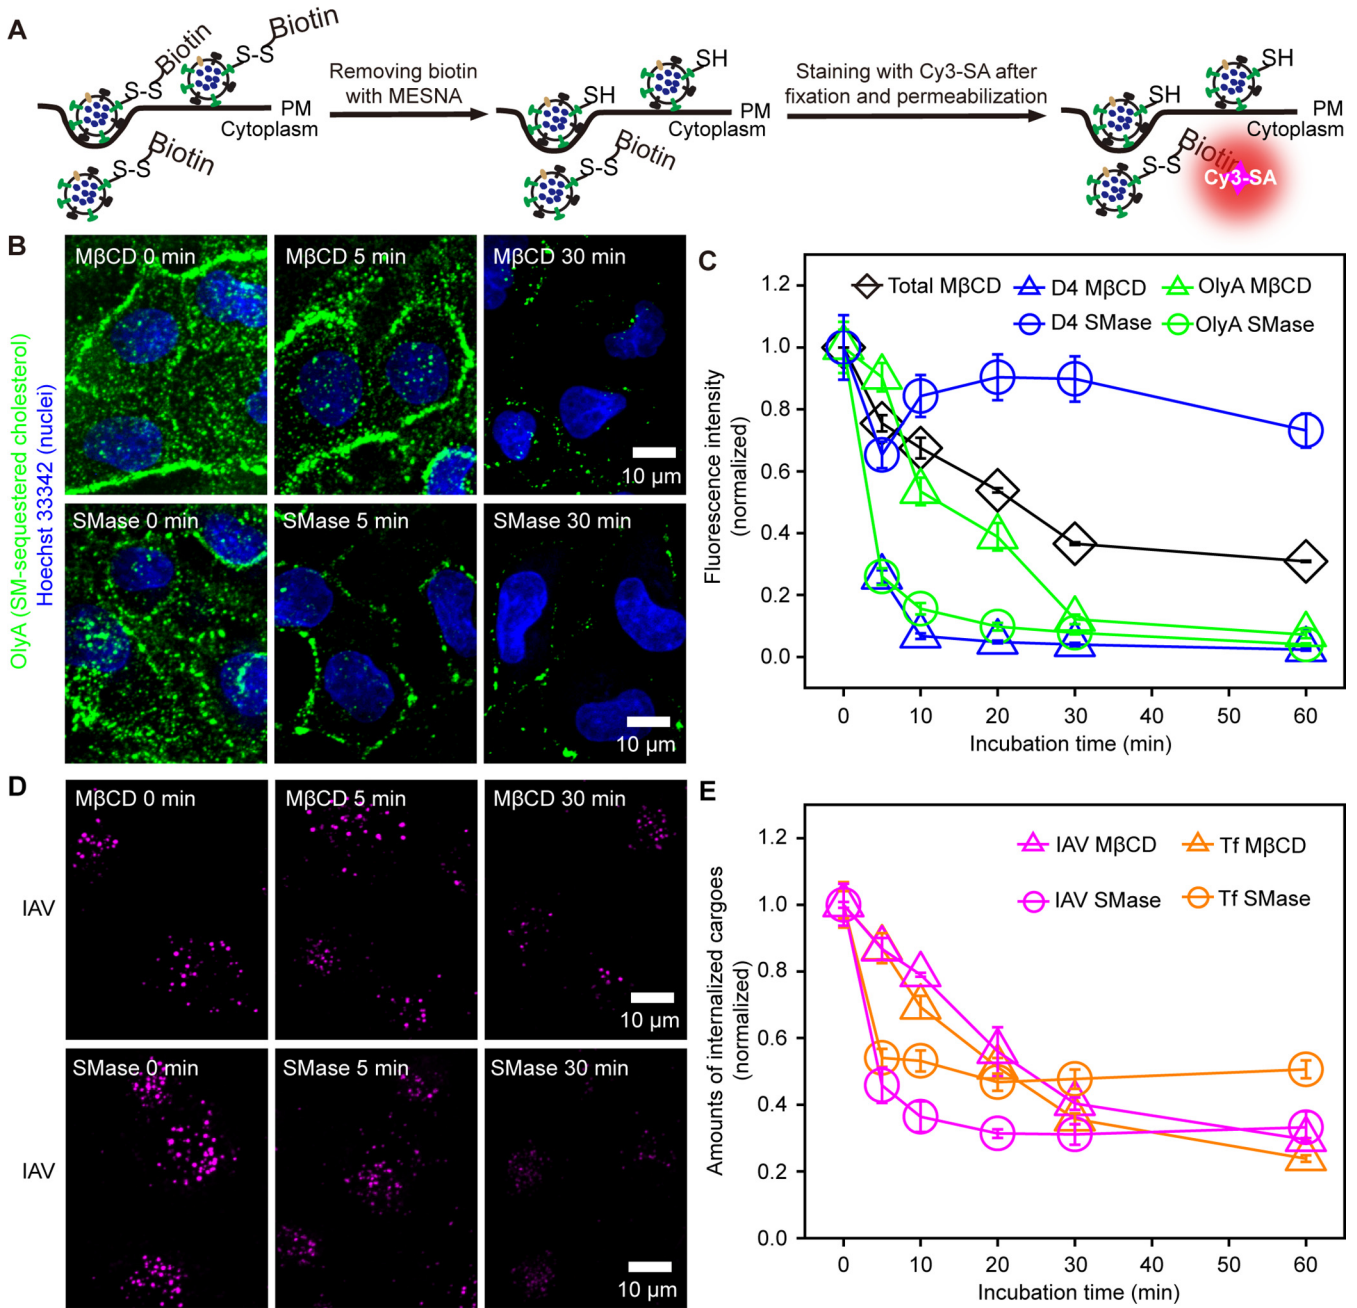 A
Biotin
S-S
Biotin
S-S
PM
Cytoplasm
Biotin
S-S
Removing biotin
with MESNA
SH
SH
PM
Cytoplasm
Biotin
S-S
Staining with Cy3-SA after
fixation and permeabilization
SH
SH
PM
Cytoplasm
Biotin
S-S
Cy3-SA
B
OlyA (SM-sequestered cholesterol)
Hoechst 33342 (nuclei)
MβCD 0 min
MβCD 5 min
MβCD 30 min
10 µm
SMase 0 min
SMase 5 min
SMase 30 min
10 µm
C
Fluorescence intensity
(normalized)
1.2
1.0
0.8
0.6
0.4
0.2
0.0
Total MβCD
D4 MβCD
OlyA MβCD
D4 SMase
OlyA SMase
0 10 20 30 40 50 60
Incubation time (min)
D
IAV
MβCD 0 min
MβCD 5 min
MβCD 30 min
10 µm
IAV
SMase 0 min
SMase 5 min
SMase 30 min
10 µm
E
Amounts of internalized cargoes
(normalized)
1.2
1.0
0.8
0.6
0.4
0.2
0.0
IAV MβCD
Tf MβCD
IAV SMase
Tf SMase
0 10 20 30 40 50 60
Incubation time (min)